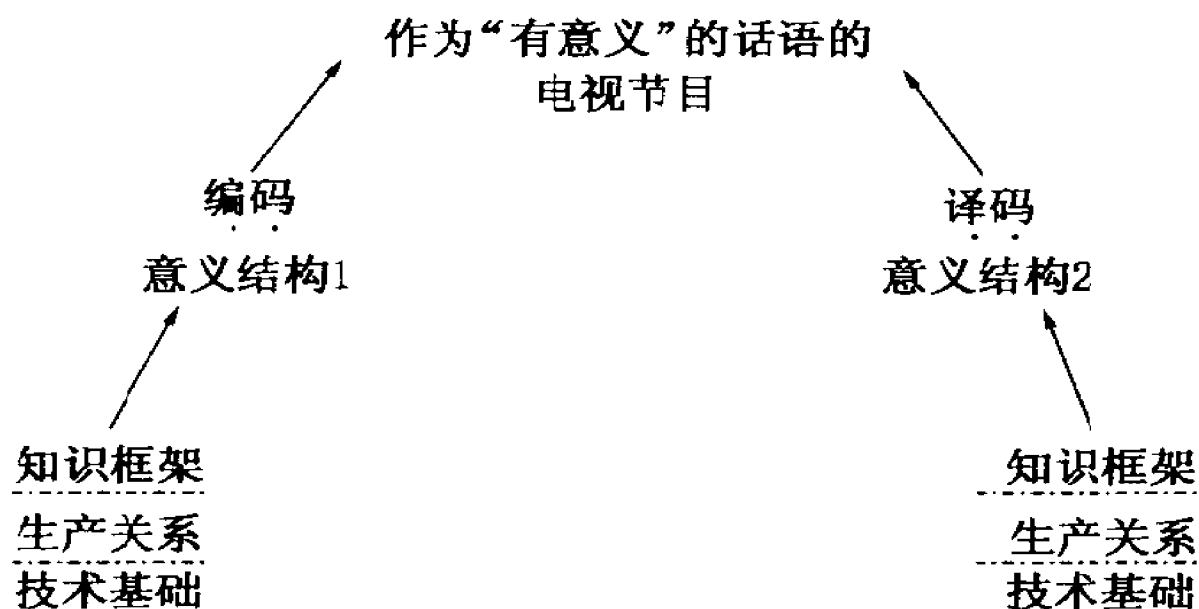 作为“有意义”的话语的
电视节目
编码
译码
意义结构1
意义结构2
知识框架
知识框架
生产关系
生产关系
技术基础
技术基础